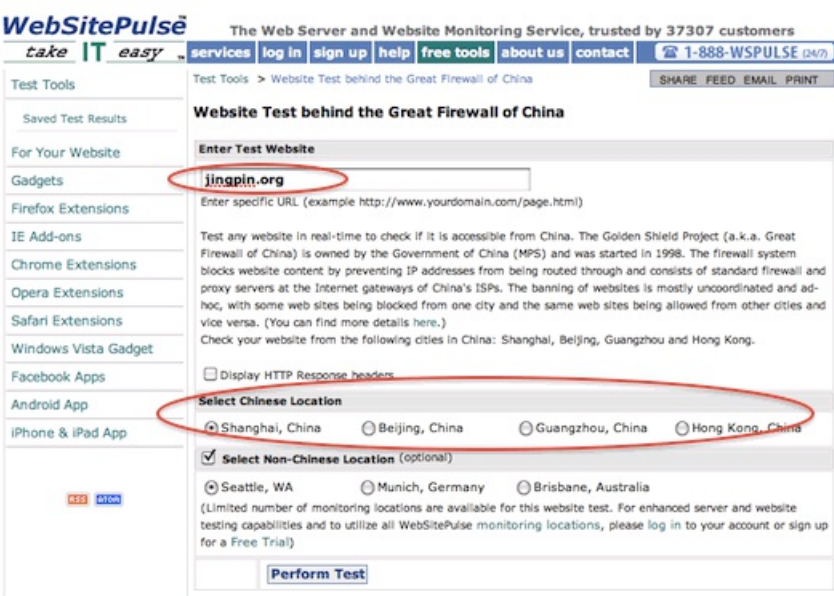 WebSitePulse
The Web Server and Website Monitoring Service, trusted by 37307 customers
take IT easy ™
services log in sign up help free tools about us contact
1-888-WSPULSE (24/7)
Test Tools
Saved Test Results
For Your Website
Gadgets
Firefox Extensions
IE Add-ons
Chrome Extensions
Opera Extensions
Safari Extensions
Windows Vista Gadget
Facebook Apps
Android App
iPhone & iPad App
RSS ATOM
Test Tools > Website Test behind the Great Firewall of China
SHARE FEED EMAIL PRINT
Website Test behind the Great Firewall of China
Enter Test Website
jingpin.org
Enter specific URL (example http://www.yourdomain.com/page.html)
Test any website in real-time to check if it is accessible from China. The Golden Shield Project (a.k.a. Great
Firewall of China) is owned by the Government of China (MPS) and was started in 1998. The firewall system
blocks website content by preventing IP addresses from being routed through and consists of standard firewall and
proxy servers at the Internet gateways of China's ISPs. The banning of websites is mostly uncoordinated and ad-
hoc, with some web sites being blocked from one city and the same web sites being allowed from other cities and
vice versa. (You can find more details here.)
Check your website from the following cities in China: Shanghai, Beijing, Guangzhou and Hong Kong.
Display HTTP Response headers
Select Chinese Location
Shanghai, China Beijing, China Guangzhou, China Hong Kong, China
Select Non-Chinese Location (optional)
Seattle, WA Munich, Germany Brisbane, Australia
(Limited number of monitoring locations are available for this website test. For enhanced server and website
testing capabilities and to utilize all WebSitePulse monitoring locations, please log in to your account or sign up
for a Free Trial)
Perform Test